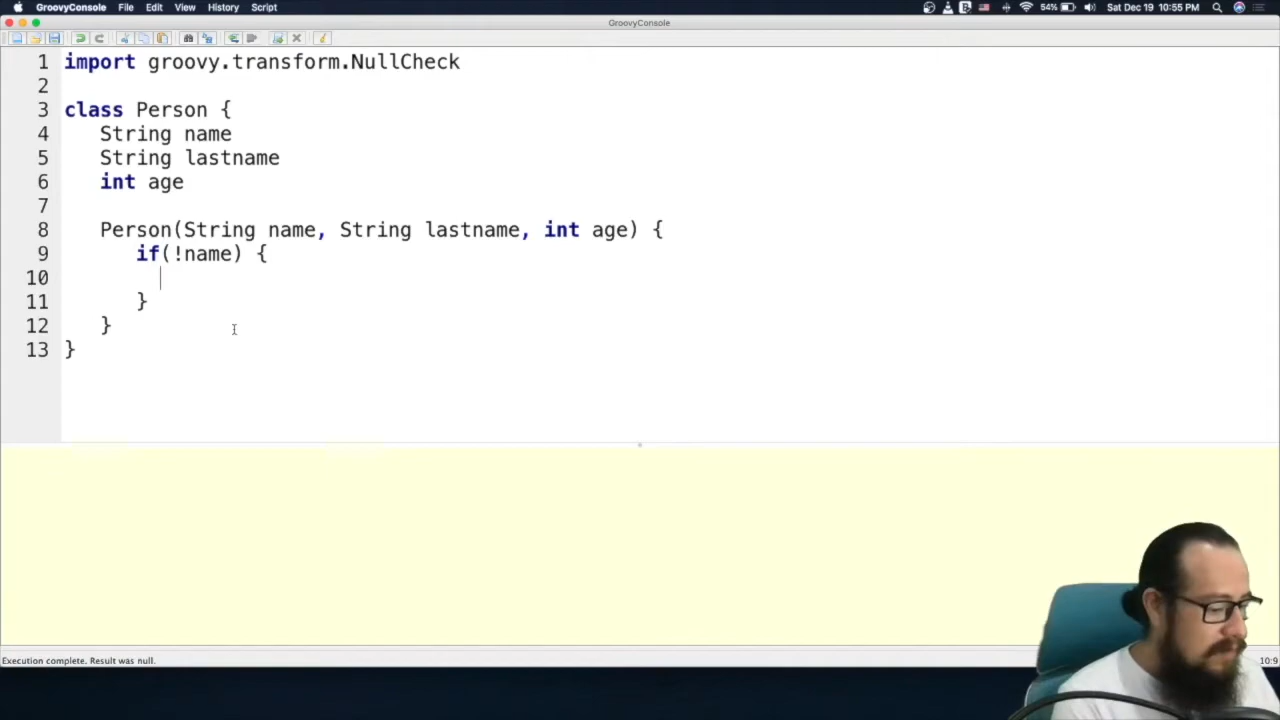 GroovyConsole File Edit View History Script 54% Sat Dec 19 10:55 PM
GroovyConsole
1 import groovy.transform.NullCheck
2
3 class Person {
4 String name
5 String lastname
6 int age
7
8 Person(String name, String lastname, int age) {
9 if(!name) {
10
11 }
12 }
13 }
Execution complete. Result was null.
10:9